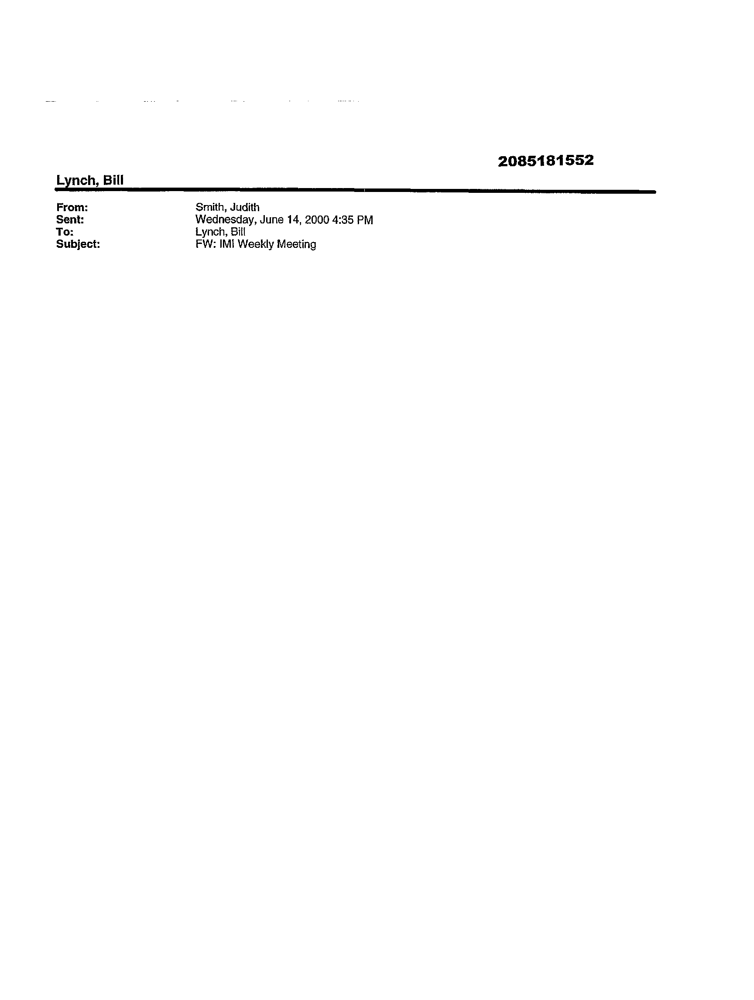 2085181552
Lynch, Bill
From: Smith, Judith
Sent: Wednesday, June 14, 2000 4:35 PM
To: Lynch, Bill
Subject: FW: IMI Weekly Meeting